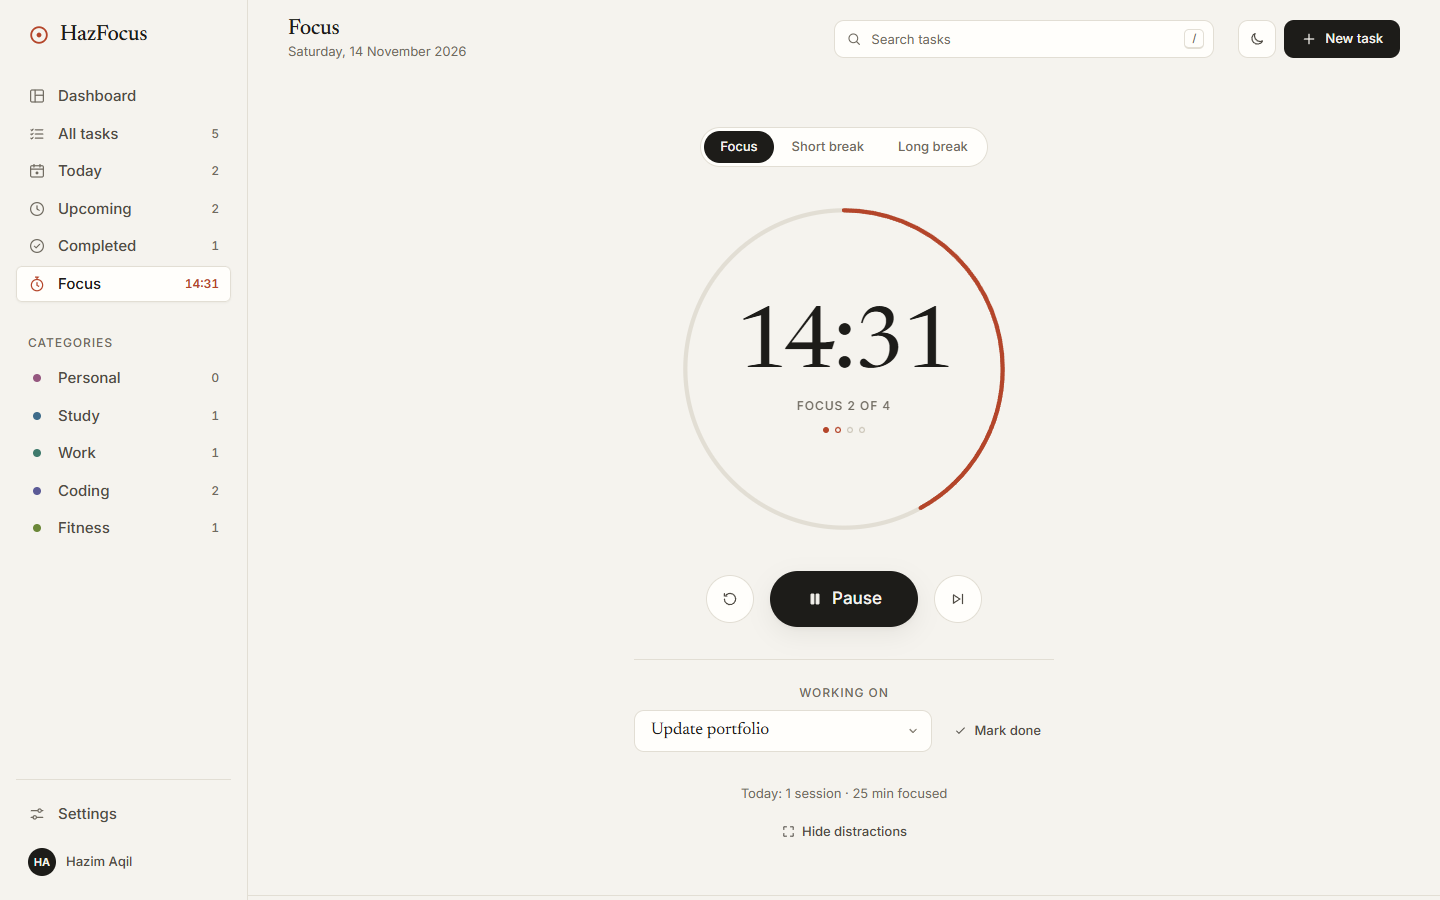 HazFocus
Dashboard
All tasks 5
Today 2
Upcoming 2
Completed 1
Focus 14:31
CATEGORIES
Personal 0
Study 1
Work 1
Coding 2
Fitness 1
Settings
HA Hazim Aqil
Focus
Saturday, 14 November 2026
Search tasks /
New task
Focus Short break Long break
14:31
FOCUS 2 OF 4
Pause
WORKING ON
Update portfolio
Mark done
Today: 1 session · 25 min focused
Hide distractions